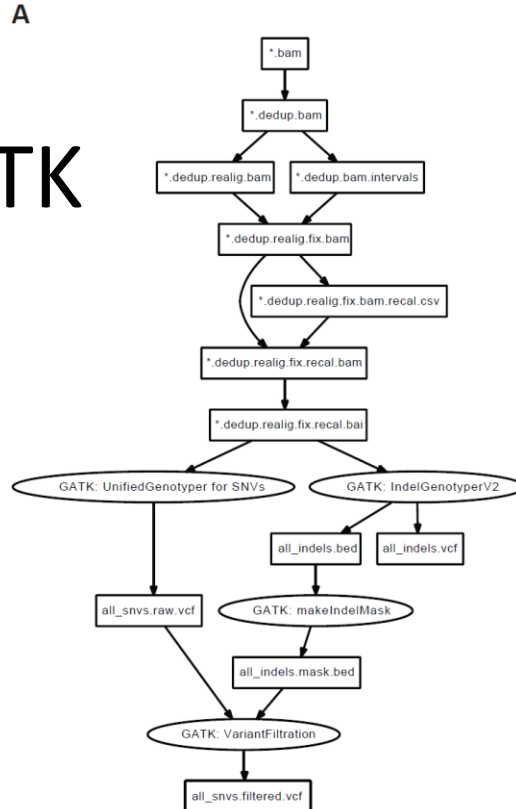 A
*.bam
*.dedup.bam
TK
*.dedup.realig.bam
*.dedup.bam.intervals
*.dedup.realig.fix.bam
*.dedup.realig.fix.bam.recal.csv
*.dedup.realig.fix.recal.bam
*.dedup.realig.fix.recal.bai
GATK: UnifiedGenotyper for SNVs
GATK: IndelGenotyperV2
all_indels.bed
all_indels.vcf
all_snvs.raw.vcf
GATK: makeIndelMask
all_indels.mask.bed
GATK: VariantFiltration
all_snvs.filtered.vcf